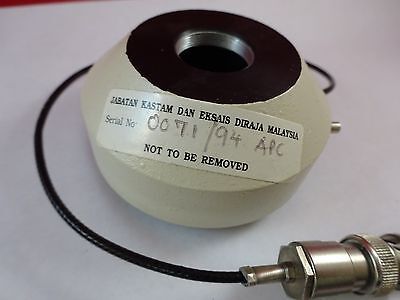 JABATAN KASTAM DAN EKSAIS DIRAJA MALAYSIA
Serial No: 0071/94 APC
NOT TO BE REMOVED